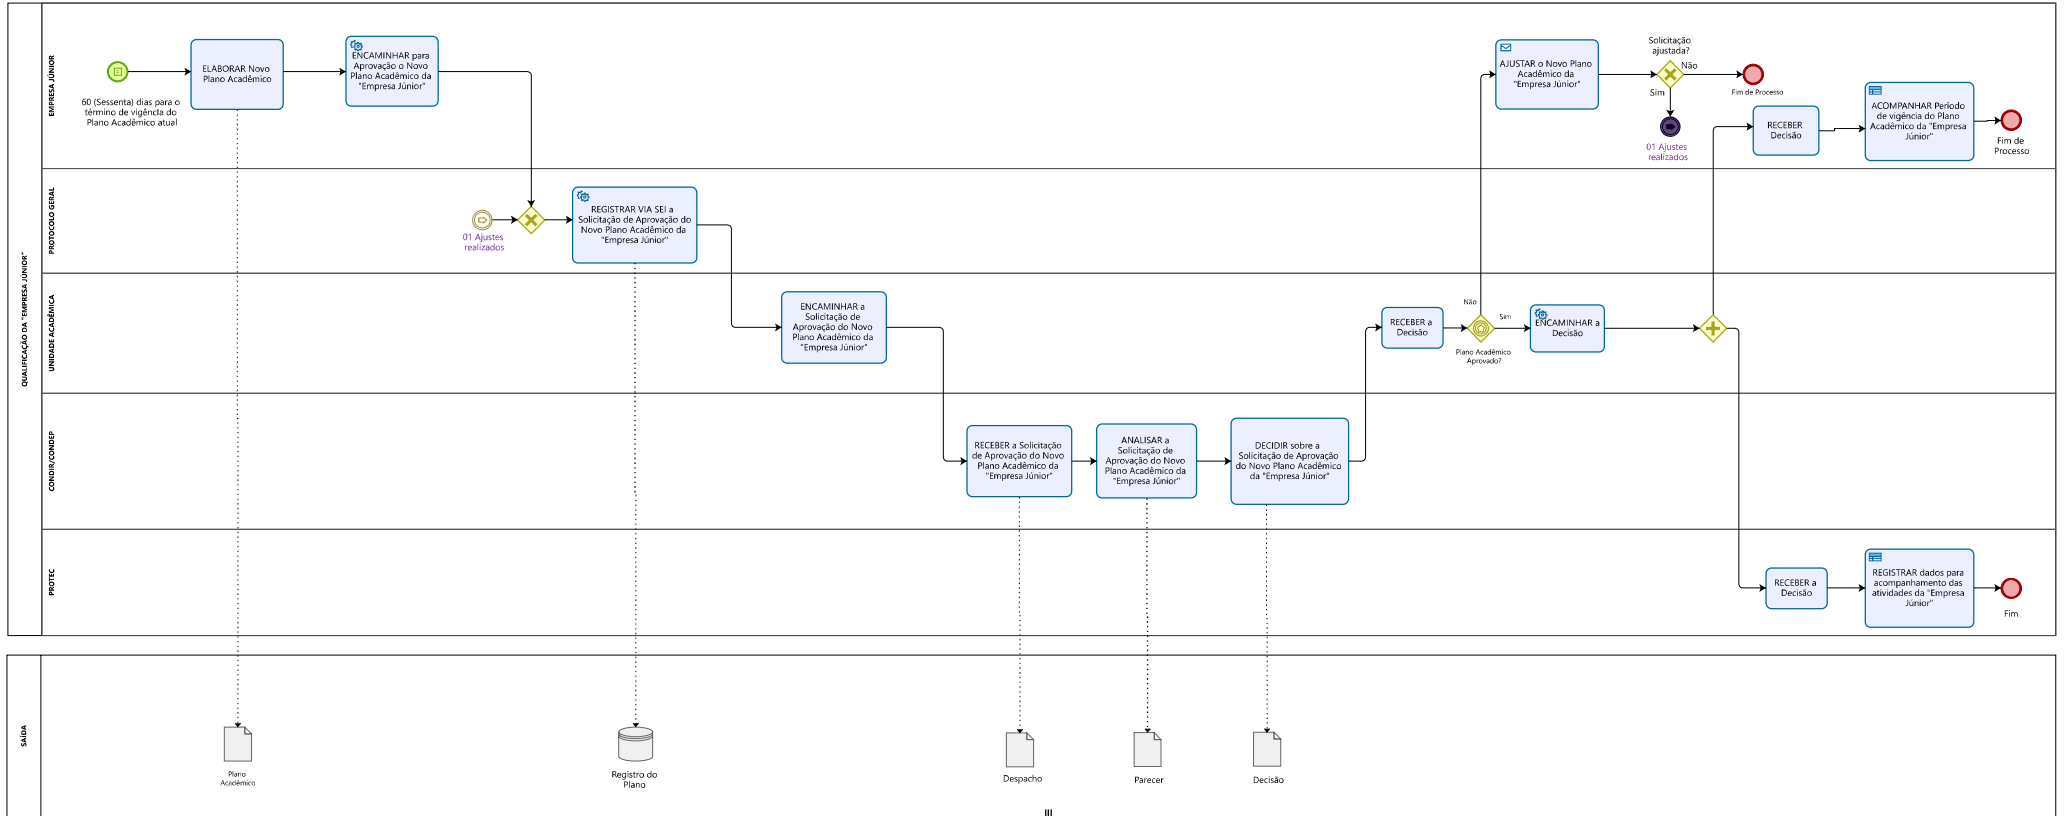 QUALIFICAÇÃO DA "EMPRESA JÚNIOR"
EMPRESA JÚNIOR
60 (Sessenta) dias para o
término de vigência do
Plano Acadêmico atual
ELABORAR Novo
Plano Acadêmico
ENCAMINHAR para
Aprovação o Novo
Plano Acadêmico da
"Empresa Júnior"
AJUSTAR o Novo Plano
Acadêmico da
"Empresa Júnior"
Solicitação
ajustada?
Não
Sim
Fim de Processo
01 Ajustes
realizados
RECEBER
Decisão
ACOMPANHAR Período
de vigência do Plano
Acadêmico da "Empresa
Júnior"
Fim de
Processo
PROTOCOLO GERAL
01 Ajustes
realizados
REGISTRAR VIA SEI a
Solicitação de Aprovação do
Novo Plano Acadêmico da
"Empresa Júnior"
UNIDADE ACADÊMICA
ENCAMINHAR a
Solicitação de
Aprovação do Novo
Plano Acadêmico da
"Empresa Júnior"
RECEBER a
Decisão
Não
Sim
Plano Acadêmico
Aprovado?
ENCAMINHAR a
Decisão
CONDIR/CONDEP
RECEBER a Solicitação
de Aprovação do Novo
Plano Acadêmico da
"Empresa Júnior"
ANALISAR a
Solicitação de
Aprovação do Novo
Plano Acadêmico da
"Empresa Júnior"
DECIDIR sobre a
Solicitação de Aprovação
do Novo Plano Acadêmico
da "Empresa Júnior"
PROTEC
RECEBER a
Decisão
REGISTRAR dados para
acompanhamento das
atividades da "Empresa
Júnior"
Fim
SAÍDA
Plano
Acadêmico
Registro do
Plano
Despacho
Parecer
Decisão